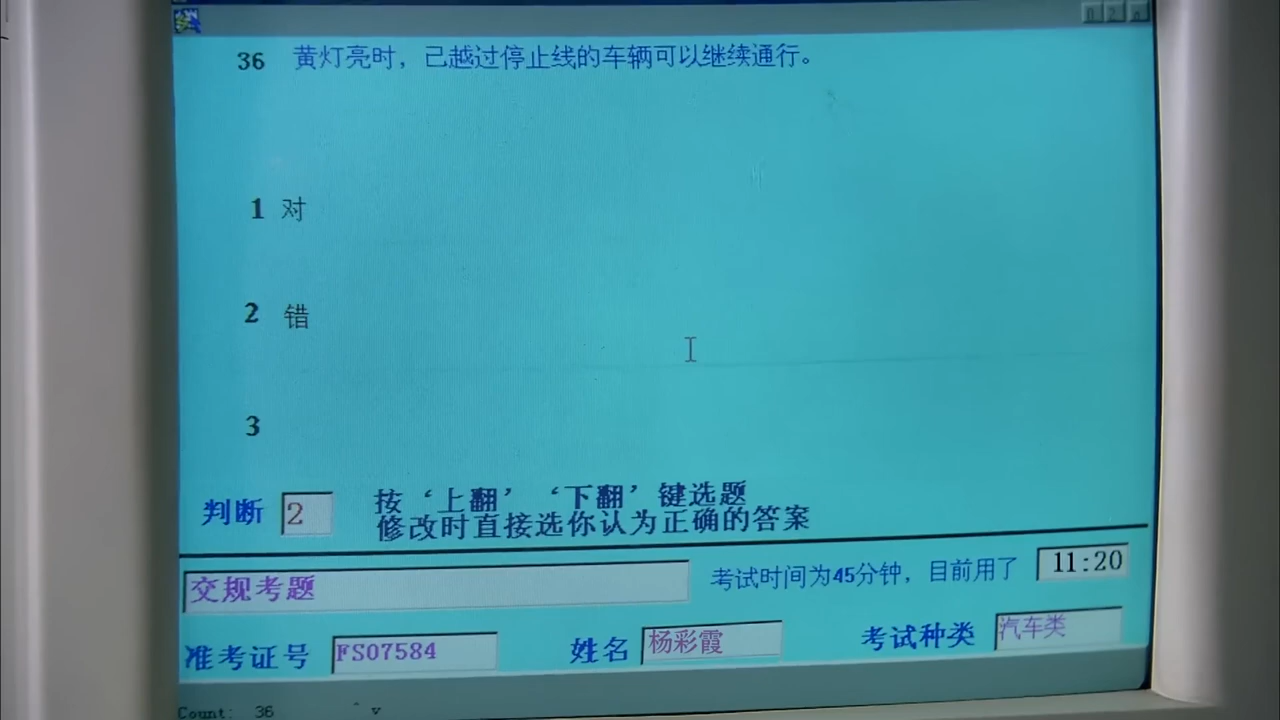 36 黄灯亮时，已越过停止线的车辆可以继续通行。
1 对
2 错
3
判断 2 按‘上翻’ ‘下翻’键选题
修改时直接选你认为正确的答案
交规考题 考试时间为45分钟，目前用了 11:20
准考证号 FS07584 姓名 杨彩霞 考试种类 汽车类
Count: 36